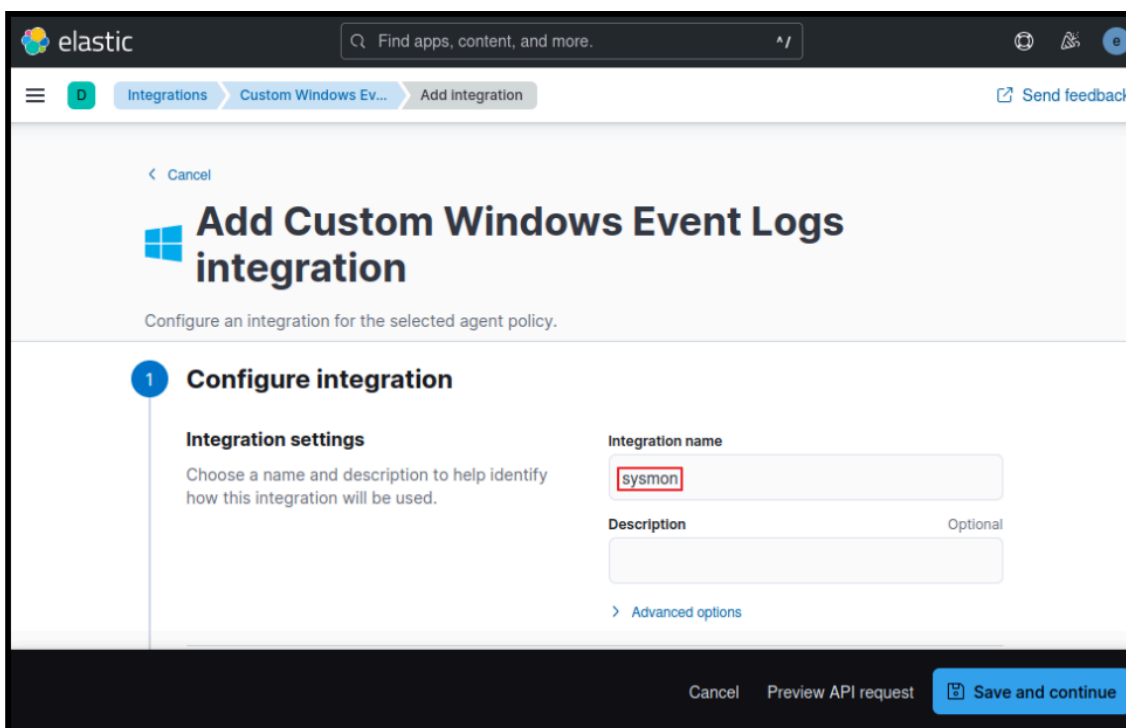 elastic
Find apps, content, and more.
^/
e
D
Integrations
Custom Windows Ev...
Add integration
Send feedback
Cancel
Add Custom Windows Event Logs
integration
Configure an integration for the selected agent policy.
1
Configure integration
Integration settings
Choose a name and description to help identify
how this integration will be used.
Integration name
sysmon
Description
Optional
Advanced options
Cancel
Preview API request
Save and continue